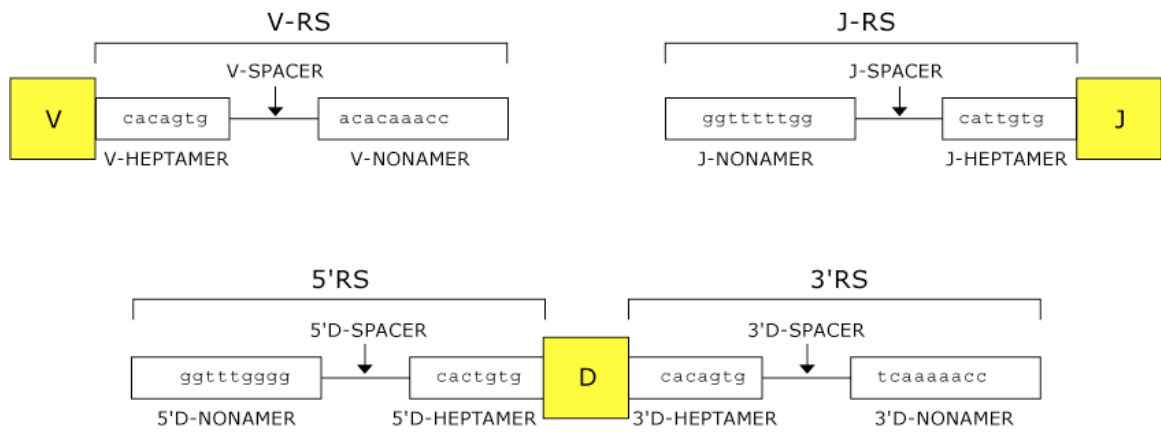 V-RS
J-RS
V-SPACER
J-SPACER
V
cacagtg
acacaaacc
ggtttttgg
cattgtg
J
V-HEPTAMER
V-NONAMER
J-NONAMER
J-HEPTAMER
5'RS
3'RS
5'D-SPACER
3'D-SPACER
ggtttgggg
cactgtg
D
cacagtg
tcaaaaacc
5'D-NONAMER
5'D-HEPTAMER
3'D-HEPTAMER
3'D-NONAMER